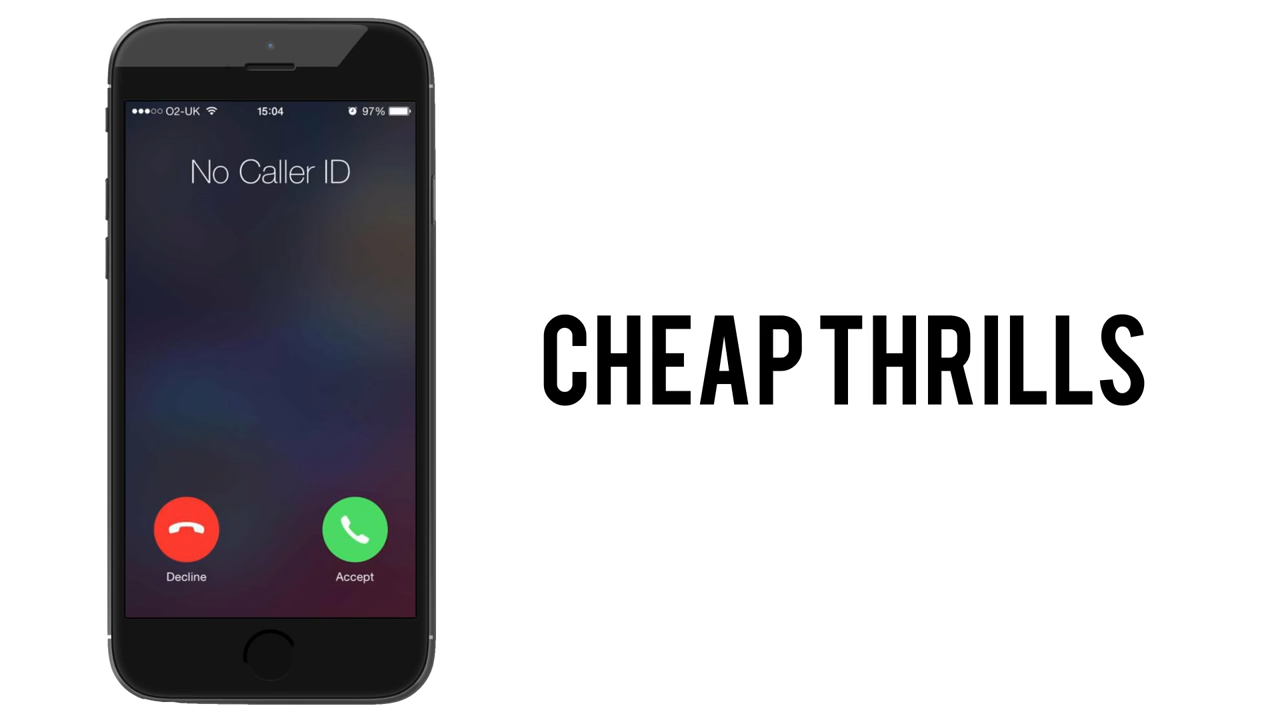 O2-UK 15:04 97%
No Caller ID
CHEAP THRILLS
Decline Accept